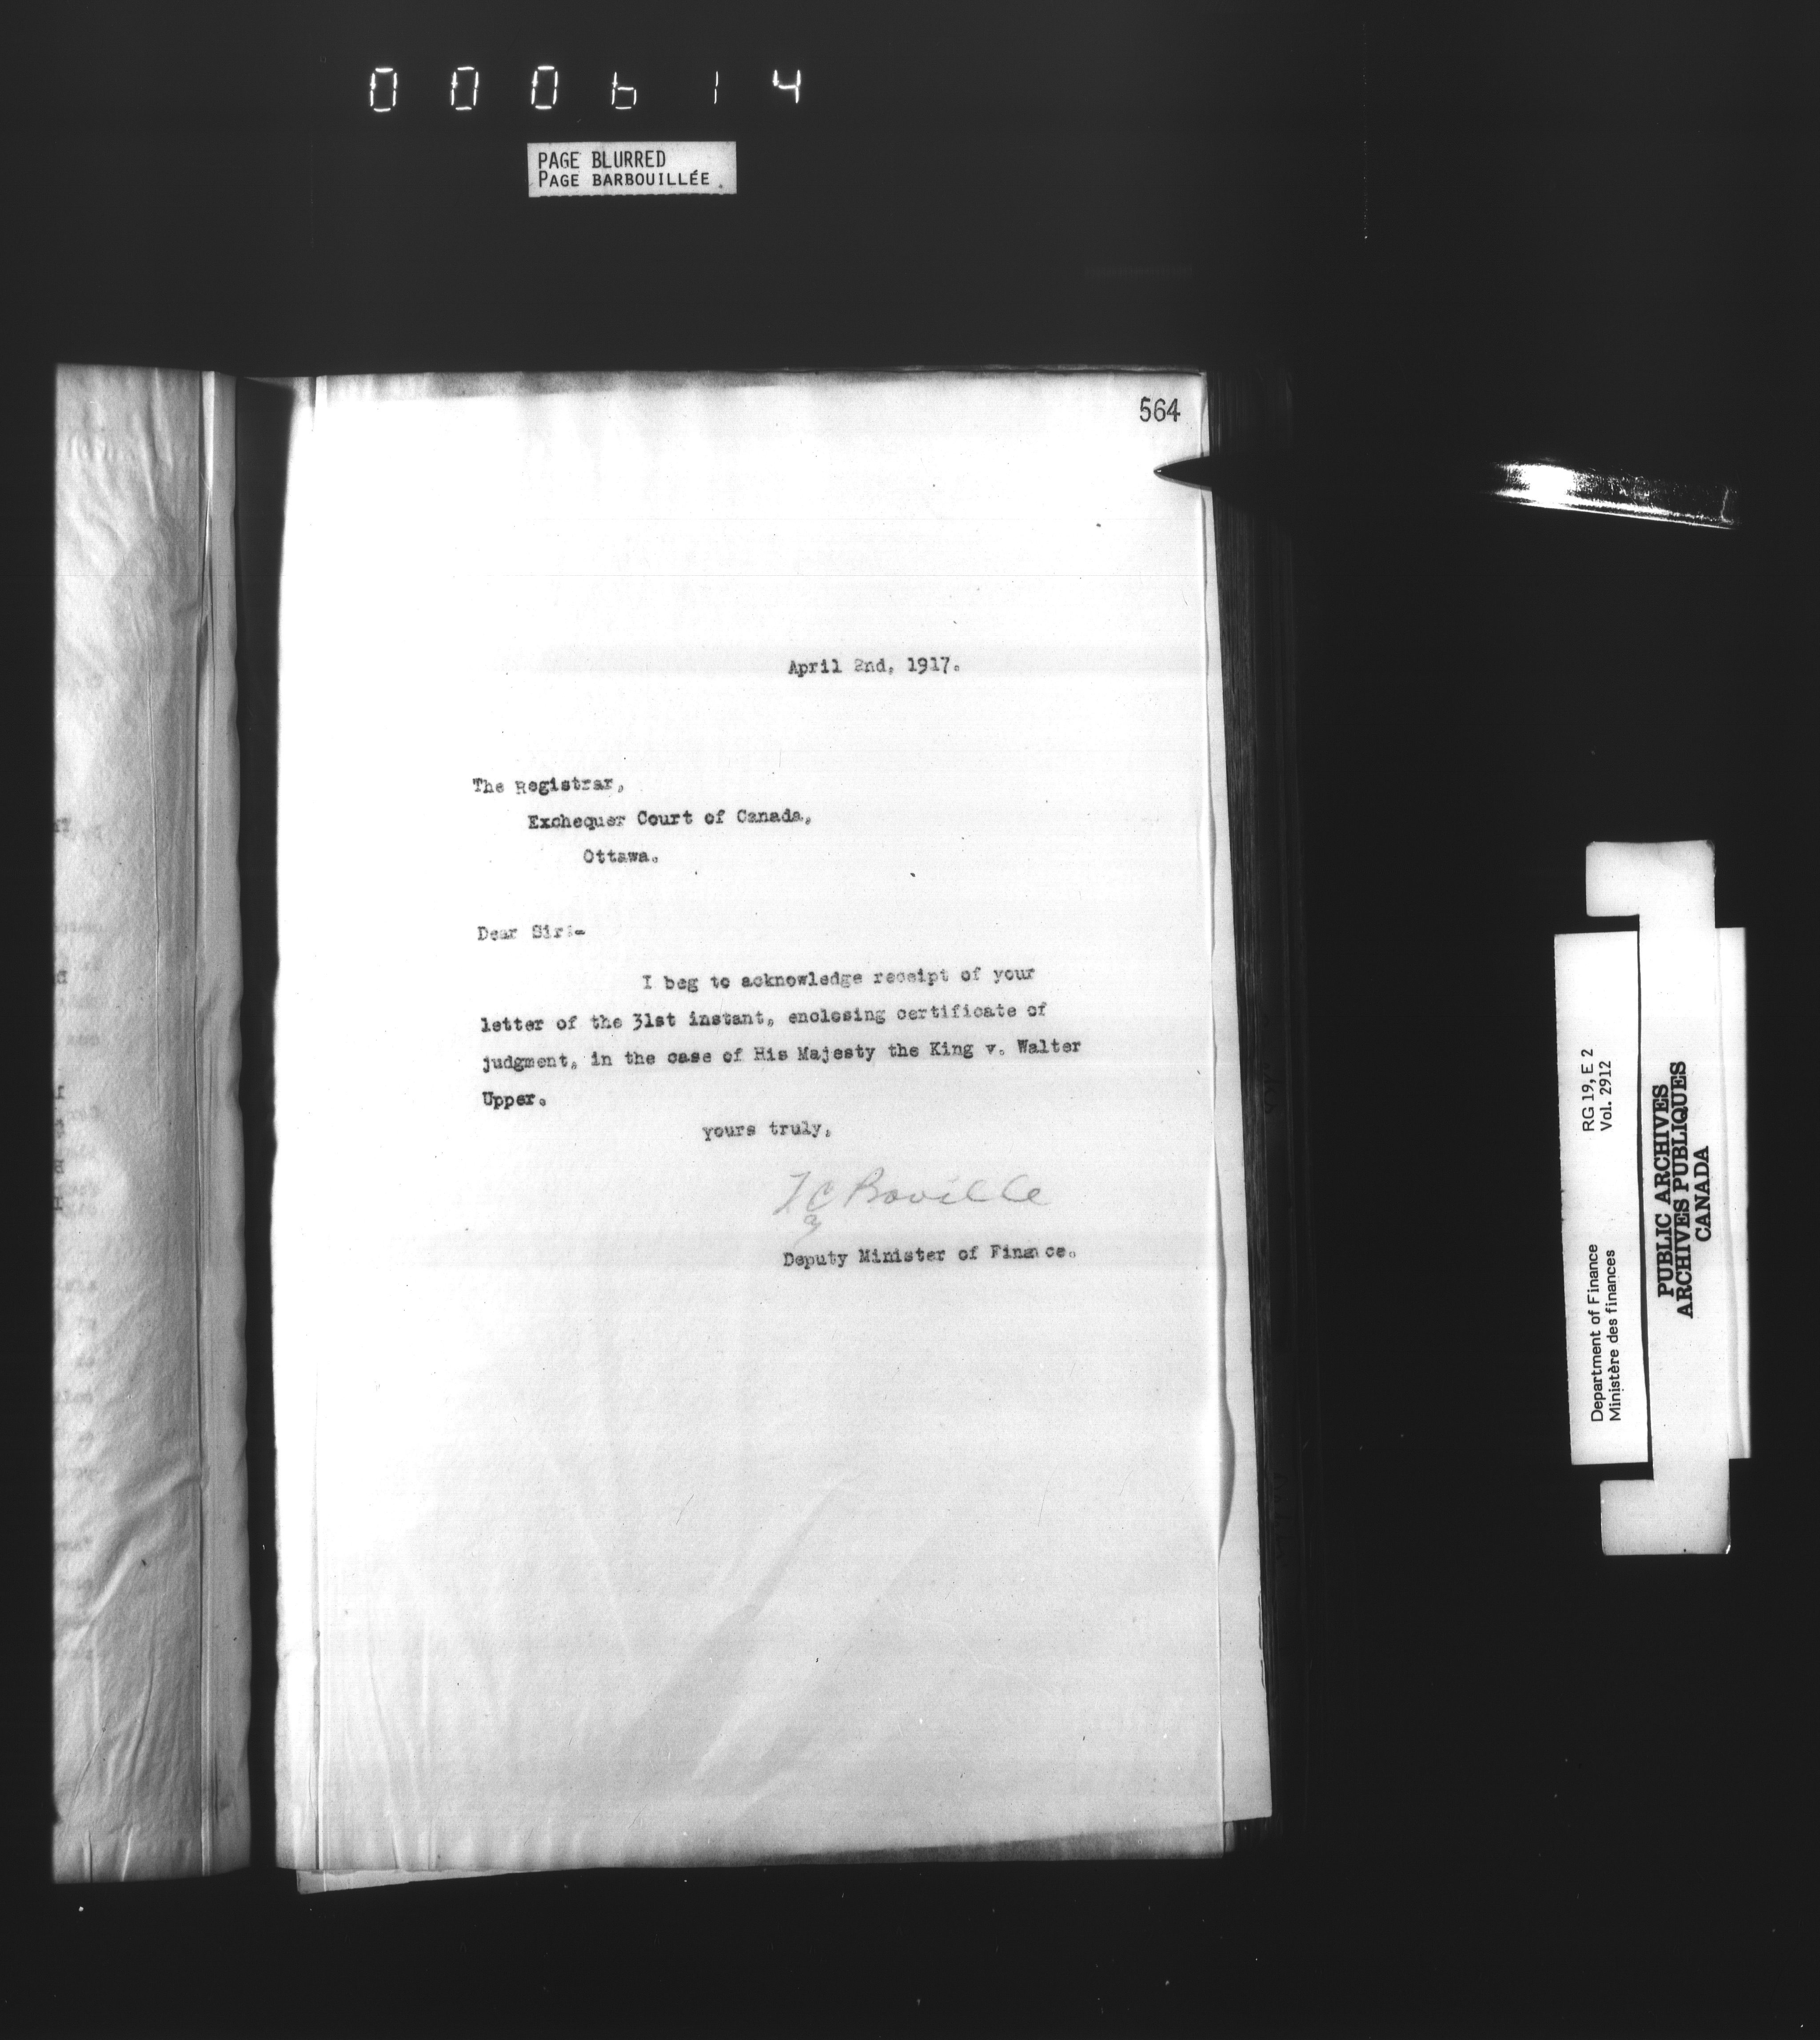 000614
PAGE BLURRED
PAGE BARBOUILLÉE
564
April 2nd, 1917.
The Registrar,
Exchequer Court of Canada,
Ottawa.
Dear Sir:-
I beg to acknowledge receipt of your
letter of the 31st instant, enclosing certificate of
judgment, in the case of His Majesty the King v. Walter
Upper.
Yours truly,
T C Boville
Deputy Minister of Finance.
RG 19, E 2
Vol. 2912
Department of Finance
Ministère des finances
PUBLIC ARCHIVES
ARCHIVES PUBLIQUES
CANADA